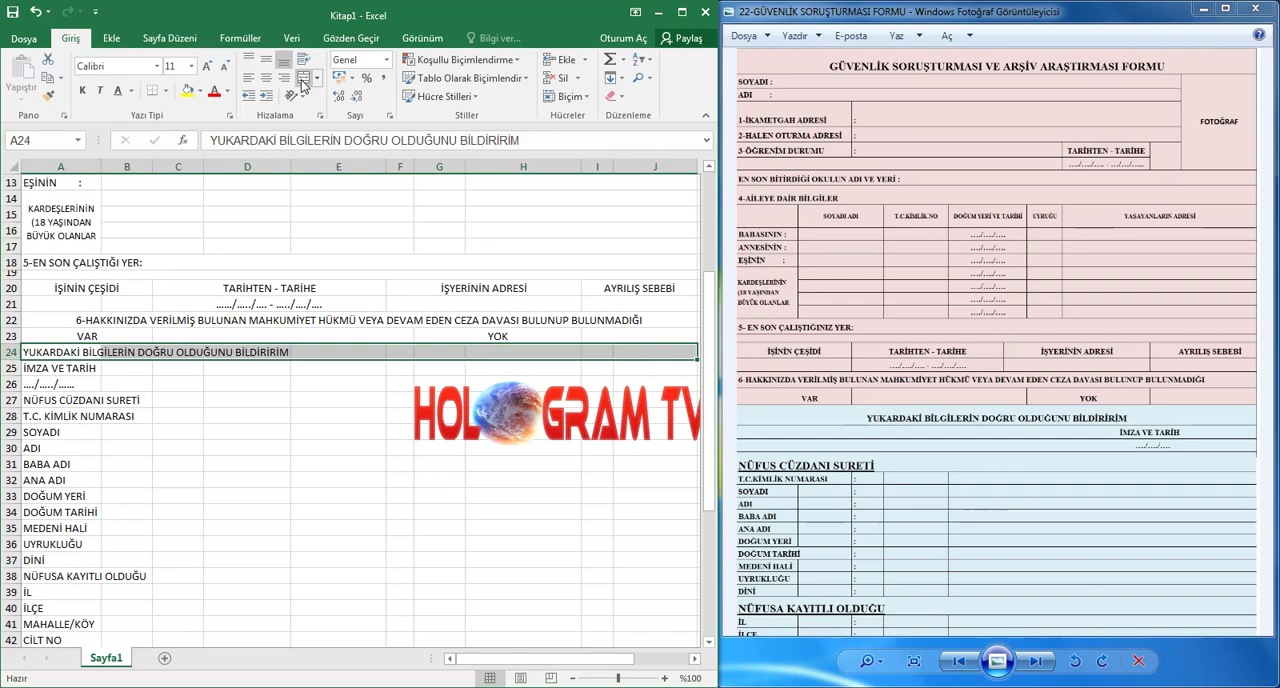 Kitap1 - Excel
Dosya Giriş Ekle Sayfa Düzeni Formüller Veri Gözden Geçir Görünüm Bilgi ver... Oturum Aç Paylaş
Yapıştır
Calibri 11
K T A
Genel
Koşullu Biçimlendirme
Tablo Olarak Biçimlendir
Hücre Stilleri
Ekle
Sil
Biçim
Pano Yazı Tipi Hizalama Sayı Stiller Hücreler Düzenleme
A24 YUKARDAKİ BİLGİLERİN DOĞRU OLDUĞUNU BİLDİRİRİM
A B C D E F G H I J
13 EŞİNİN :
14
KARDEŞLERİNİN
15
(18 YAŞINDAN
16
BÜYÜK OLANLAR
17
18 5-EN SON ÇALIŞTIĞI YER:
19
20 İŞİNİN ÇEŞİDİ TARİHTEN - TARİHE İŞYERİNİN ADRESİ AYRILIŞ SEBEBİ
21 ....../...../.... - ..../..../....
22 6-HAKKINIZDA VERİLMİŞ BULUNAN MAHKUMİYET HÜKMÜ VEYA DEVAM EDEN CEZA DAVASI BULUNUP BULUNMADIĞI
23 VAR YOK
24 YUKARDAKİ BİLGİLERİN DOĞRU OLDUĞUNU BİLDİRİRİM
25 İMZA VE TARİH
26 ..../...../......
27 NÜFUS CÜZDANI SURETİ
28 T.C. KİMLİK NUMARASI
29 SOYADI
30 ADI
31 BABA ADI
32 ANA ADI
33 DOĞUM YERİ
34 DOĞUM TARİHİ
35 MEDENİ HALİ
36 UYRUKLUĞU
37 DİNİ
38 NÜFUSA KAYITLI OLDUĞU
39 İL
40 İLÇE
41 MAHALLE/KÖY
42 CİLT NO
HOLOGRAM TV
Sayfa1
Hazır %100
22-GÜVENLİK SORUŞTURMASI FORMU - Windows Fotoğraf Görüntüleyicisi
Dosya Yazdır E-posta Yaz Aç
GÜVENLİK SORUŞTURMASI VE ARŞİV ARAŞTIRMASI FORMU
SOYADI :
ADI :
1-İKAMETGAH ADRESİ :
FOTOĞRAF
2-HALEN OTURMA ADRESİ :
3-ÖĞRENİM DURUMU : TARİHTEN - TARİHE
..../..../.... - ..../..../.....
EN SON BİTİRDİĞİ OKULUN ADI VE YERİ :
4-AİLEYE DAİR BİLGİLER
SOYADI ADI T.C.KİMLİK NO DOĞUM YERİ VE TARİHİ UYRUĞU YAŞAYANLARIN ADRESİ
BABASININ : ..../..../....
ANNESİNİN : ..../..../....
EŞİNİN : ..../..../....
..../..../....
KARDEŞLERİNİN
..../..../....
(18 YAŞINDAN
..../..../....
BÜYÜK OLANLAR
..../..../....
5- EN SON ÇALIŞTIĞINIZ YER:
İŞİNİN ÇEŞİDİ TARİHTEN - TARİHE İŞYERİNİN ADRESİ AYRILIŞ SEBEBİ
..../..../.... - ..../..../....
6-HAKKINIZDA VERİLMİŞ BULUNAN MAHKUMİYET HÜKMÜ VEYA DEVAM EDEN CEZA DAVASI BULUNUP BULUNMADIĞI
VAR YOK
YUKARDAKİ BİLGİLERİN DOĞRU OLDUĞUNU BİLDİRİRİM
İMZA VE TARİH
..../..../....
NÜFUS CÜZDANI SURETİ
T.C.KİMLİK NUMARASI :
SOYADI :
ADI :
BABA ADI :
ANA ADI :
DOĞUM YERİ :
DOĞUM TARİHİ :
MEDENİ HALİ :
UYRUKLUĞU :
DİNİ :
NÜFUSA KAYITLI OLDUĞU
İL :
İLÇE :